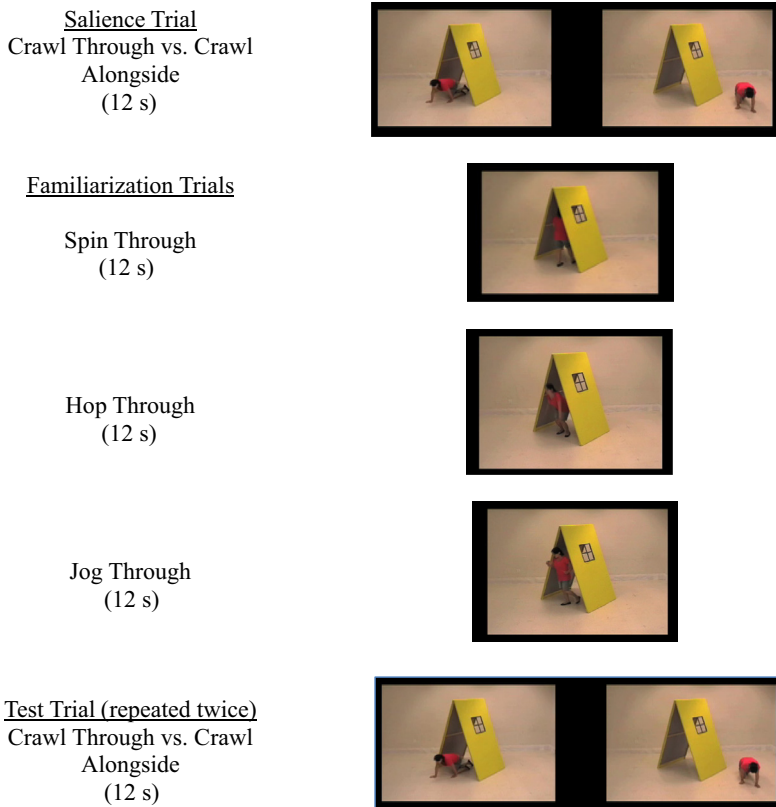 Salience Trial
Crawl Through vs. Crawl
Alongside
(12 s)
Familiarization Trials
Spin Through
(12 s)
Hop Through
(12 s)
Jog Through
(12 s)
Test Trial (repeated twice)
Crawl Through vs. Crawl
Alongside
(12 s)